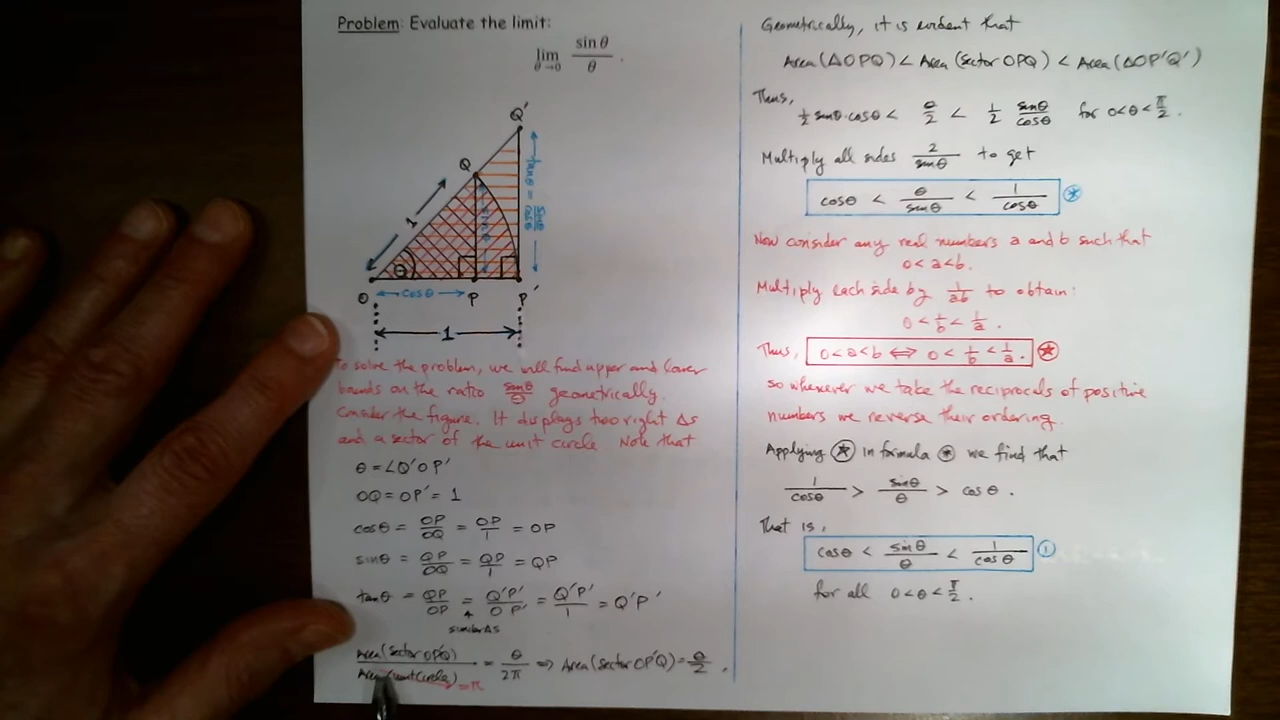 Problem: Evaluate the limit:
lim θ→0 sinθ/θ .
Q'
Q
1
tanθ = sinθ/cosθ
sinθ
θ
cosθ
O P P'
1
To solve the problem, we will find upper and lower
bounds on the ratio sinθ/θ geometrically.
Consider the figure. It displays two right Δs
and a sector of the unit circle Note that
θ = ∠Q'OP'
OQ = OP' = 1
cosθ = OP/OQ = OP/1 = OP
sinθ = QP/OQ = QP/1 = QP
tanθ = QP/OP = Q'P'/OP' = Q'P'/1 = Q'P'
similar Δs
Area(sector OP'Q)/Area(unit circle) = θ/2π ⇒ Area(sector OP'Q) = θ/2 .
= π
Geometrically, it is evident that
Area(ΔOPQ) < Area(sector OPQ) < Area(ΔOP'Q')
Thus,
1/2 sinθ·cosθ < θ/2 < 1/2 sinθ/cosθ for 0<θ<π/2 .
Multiply all sides 2/sinθ to get
cosθ < θ/sinθ < 1/cosθ *
Now consider any real numbers a and b such that
0 < a < b.
Multiply each side by 1/ab to obtain:
0 < 1/b < 1/a .
Thus, 0<a<b ⇔ 0 < 1/b < 1/a . ★
so whenever we take the reciprocals of positive
numbers we reverse their ordering.
Applying ★ in formula * we find that
1/cosθ > sinθ/θ > cosθ .
That is,
cosθ < sinθ/θ < 1/cosθ 1
for all 0<θ<π/2 .